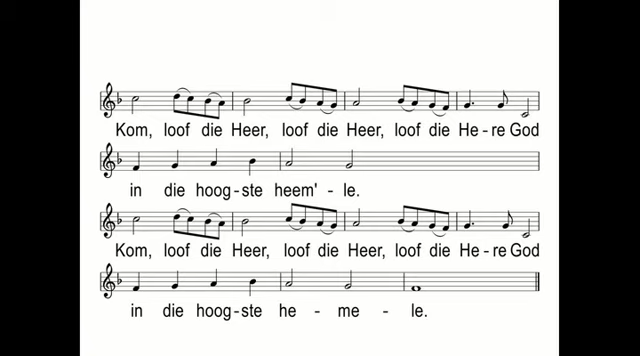 Kom, loof die Heer, loof die Heer, loof die He-re God
in die hoog-ste heem'-le.
Kom, loof die Heer, loof die Heer, loof die He-re God
in die hoog-ste he-me-le.